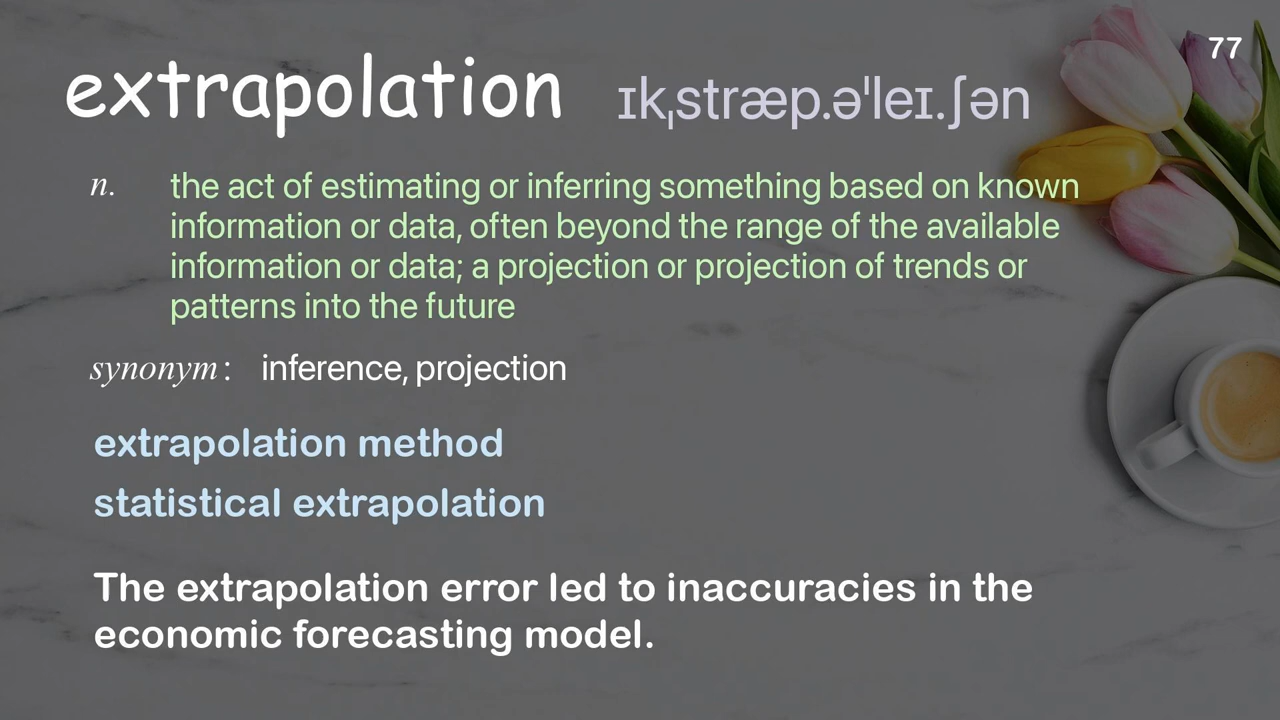 77
extrapolation ɪkˌstræp.əˈleɪ.ʃən
n. the act of estimating or inferring something based on known
information or data, often beyond the range of the available
information or data; a projection or projection of trends or
patterns into the future
synonym: inference, projection
extrapolation method
statistical extrapolation
The extrapolation error led to inaccuracies in the
economic forecasting model.